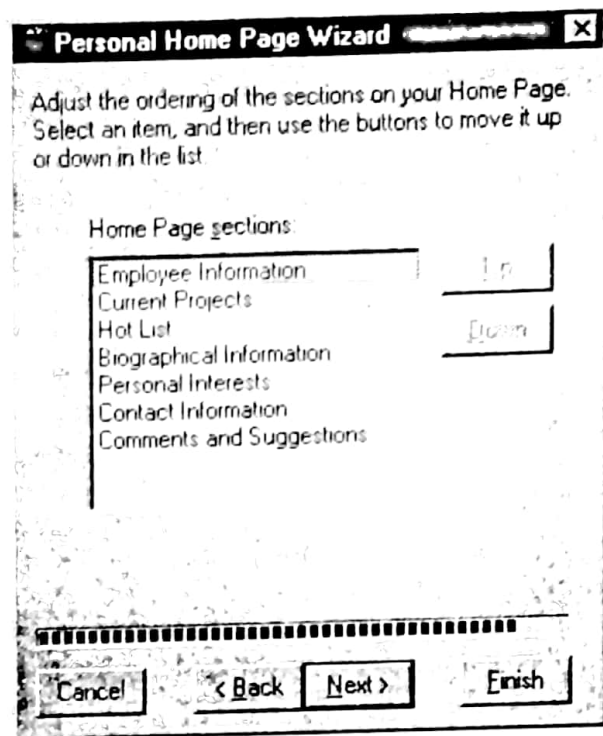 Personal Home Page Wizard
Adjust the ordering of the sections on your Home Page.
Select an item, and then use the buttons to move it up
or down in the list.
Home Page sections:
Employee Information
Current Projects
Hot List
Biographical Information
Personal Interests
Contact Information
Comments and Suggestions
Up
Down
Cancel
< Back
Next >
Finish